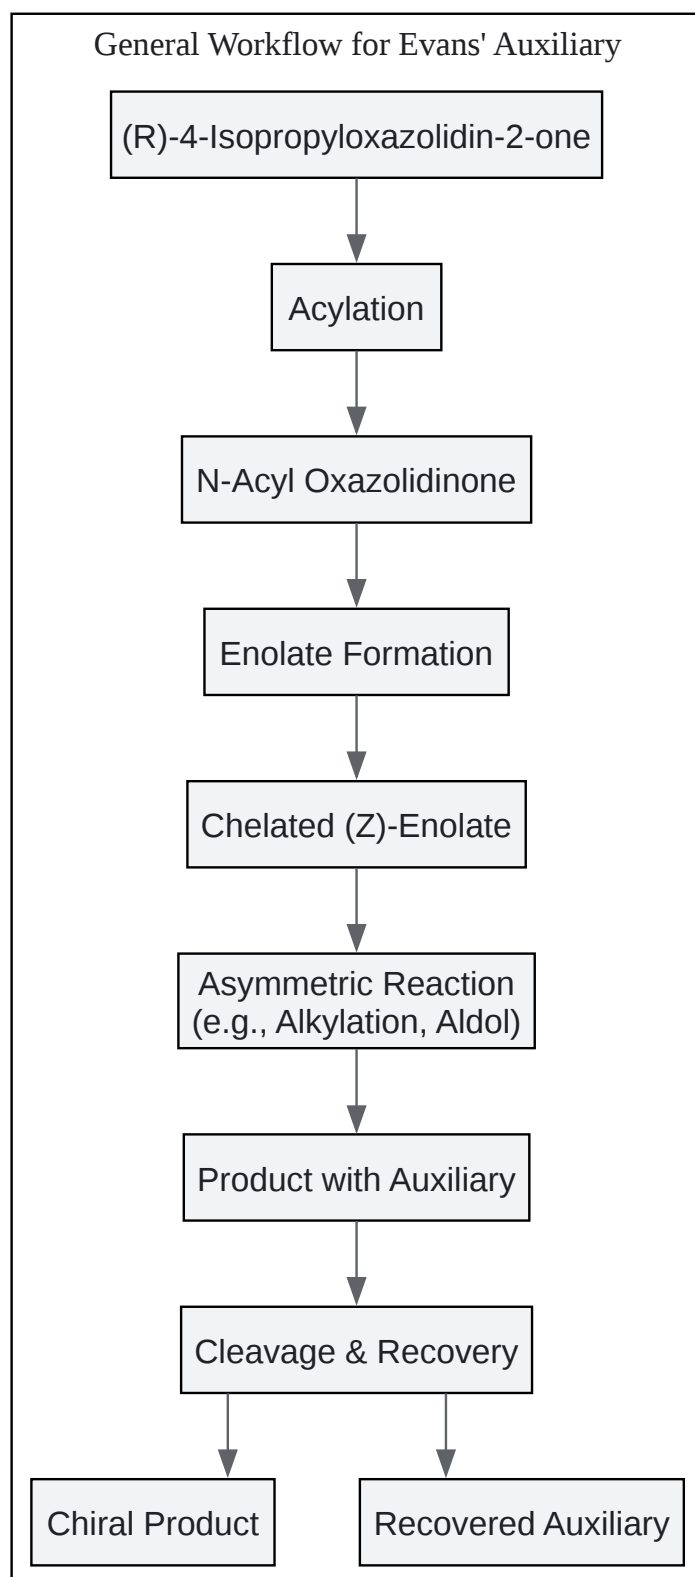 General Workflow for Evans' Auxiliary
(R)-4-Isopropyloxazolidin-2-one
Acylation
N-Acyl Oxazolidinone
Enolate Formation
Chelated (Z)-Enolate
Asymmetric Reaction
(e.g., Alkylation, Aldol)
Product with Auxiliary
Cleavage & Recovery
Chiral Product
Recovered Auxiliary